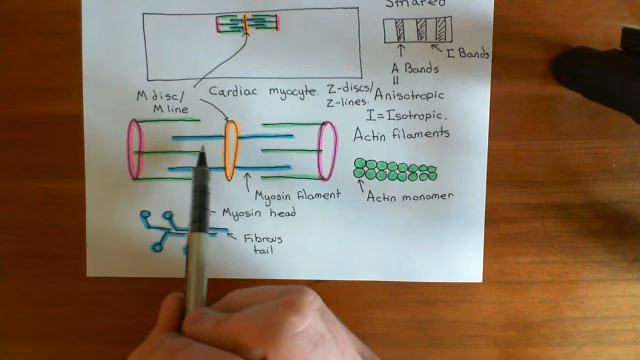 Striated
I Bands
A Bands
=
Anisotropic
I = Isotropic.
Cardiac myocyte.
Z-discs/
Z-lines.
M disc/
M line
Actin filaments
Actin monomer
Myosin filament
Myosin head
Fibrous
tail